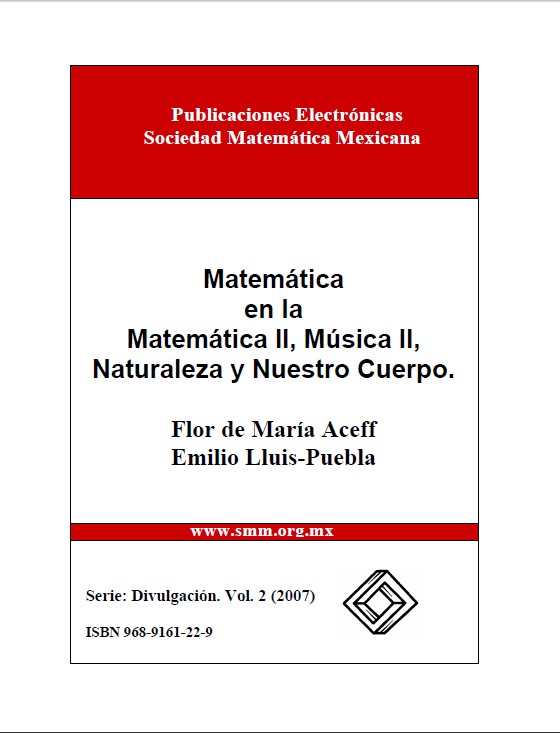 Publicaciones Electrónicas
Sociedad Matemática Mexicana
Matemática
en la
Matemática II, Música II,
Naturaleza y Nuestro Cuerpo.
Flor de María Aceff
Emilio Lluis-Puebla
www.smm.org.mx
Serie: Divulgación. Vol. 2 (2007)
ISBN 968-9161-22-9